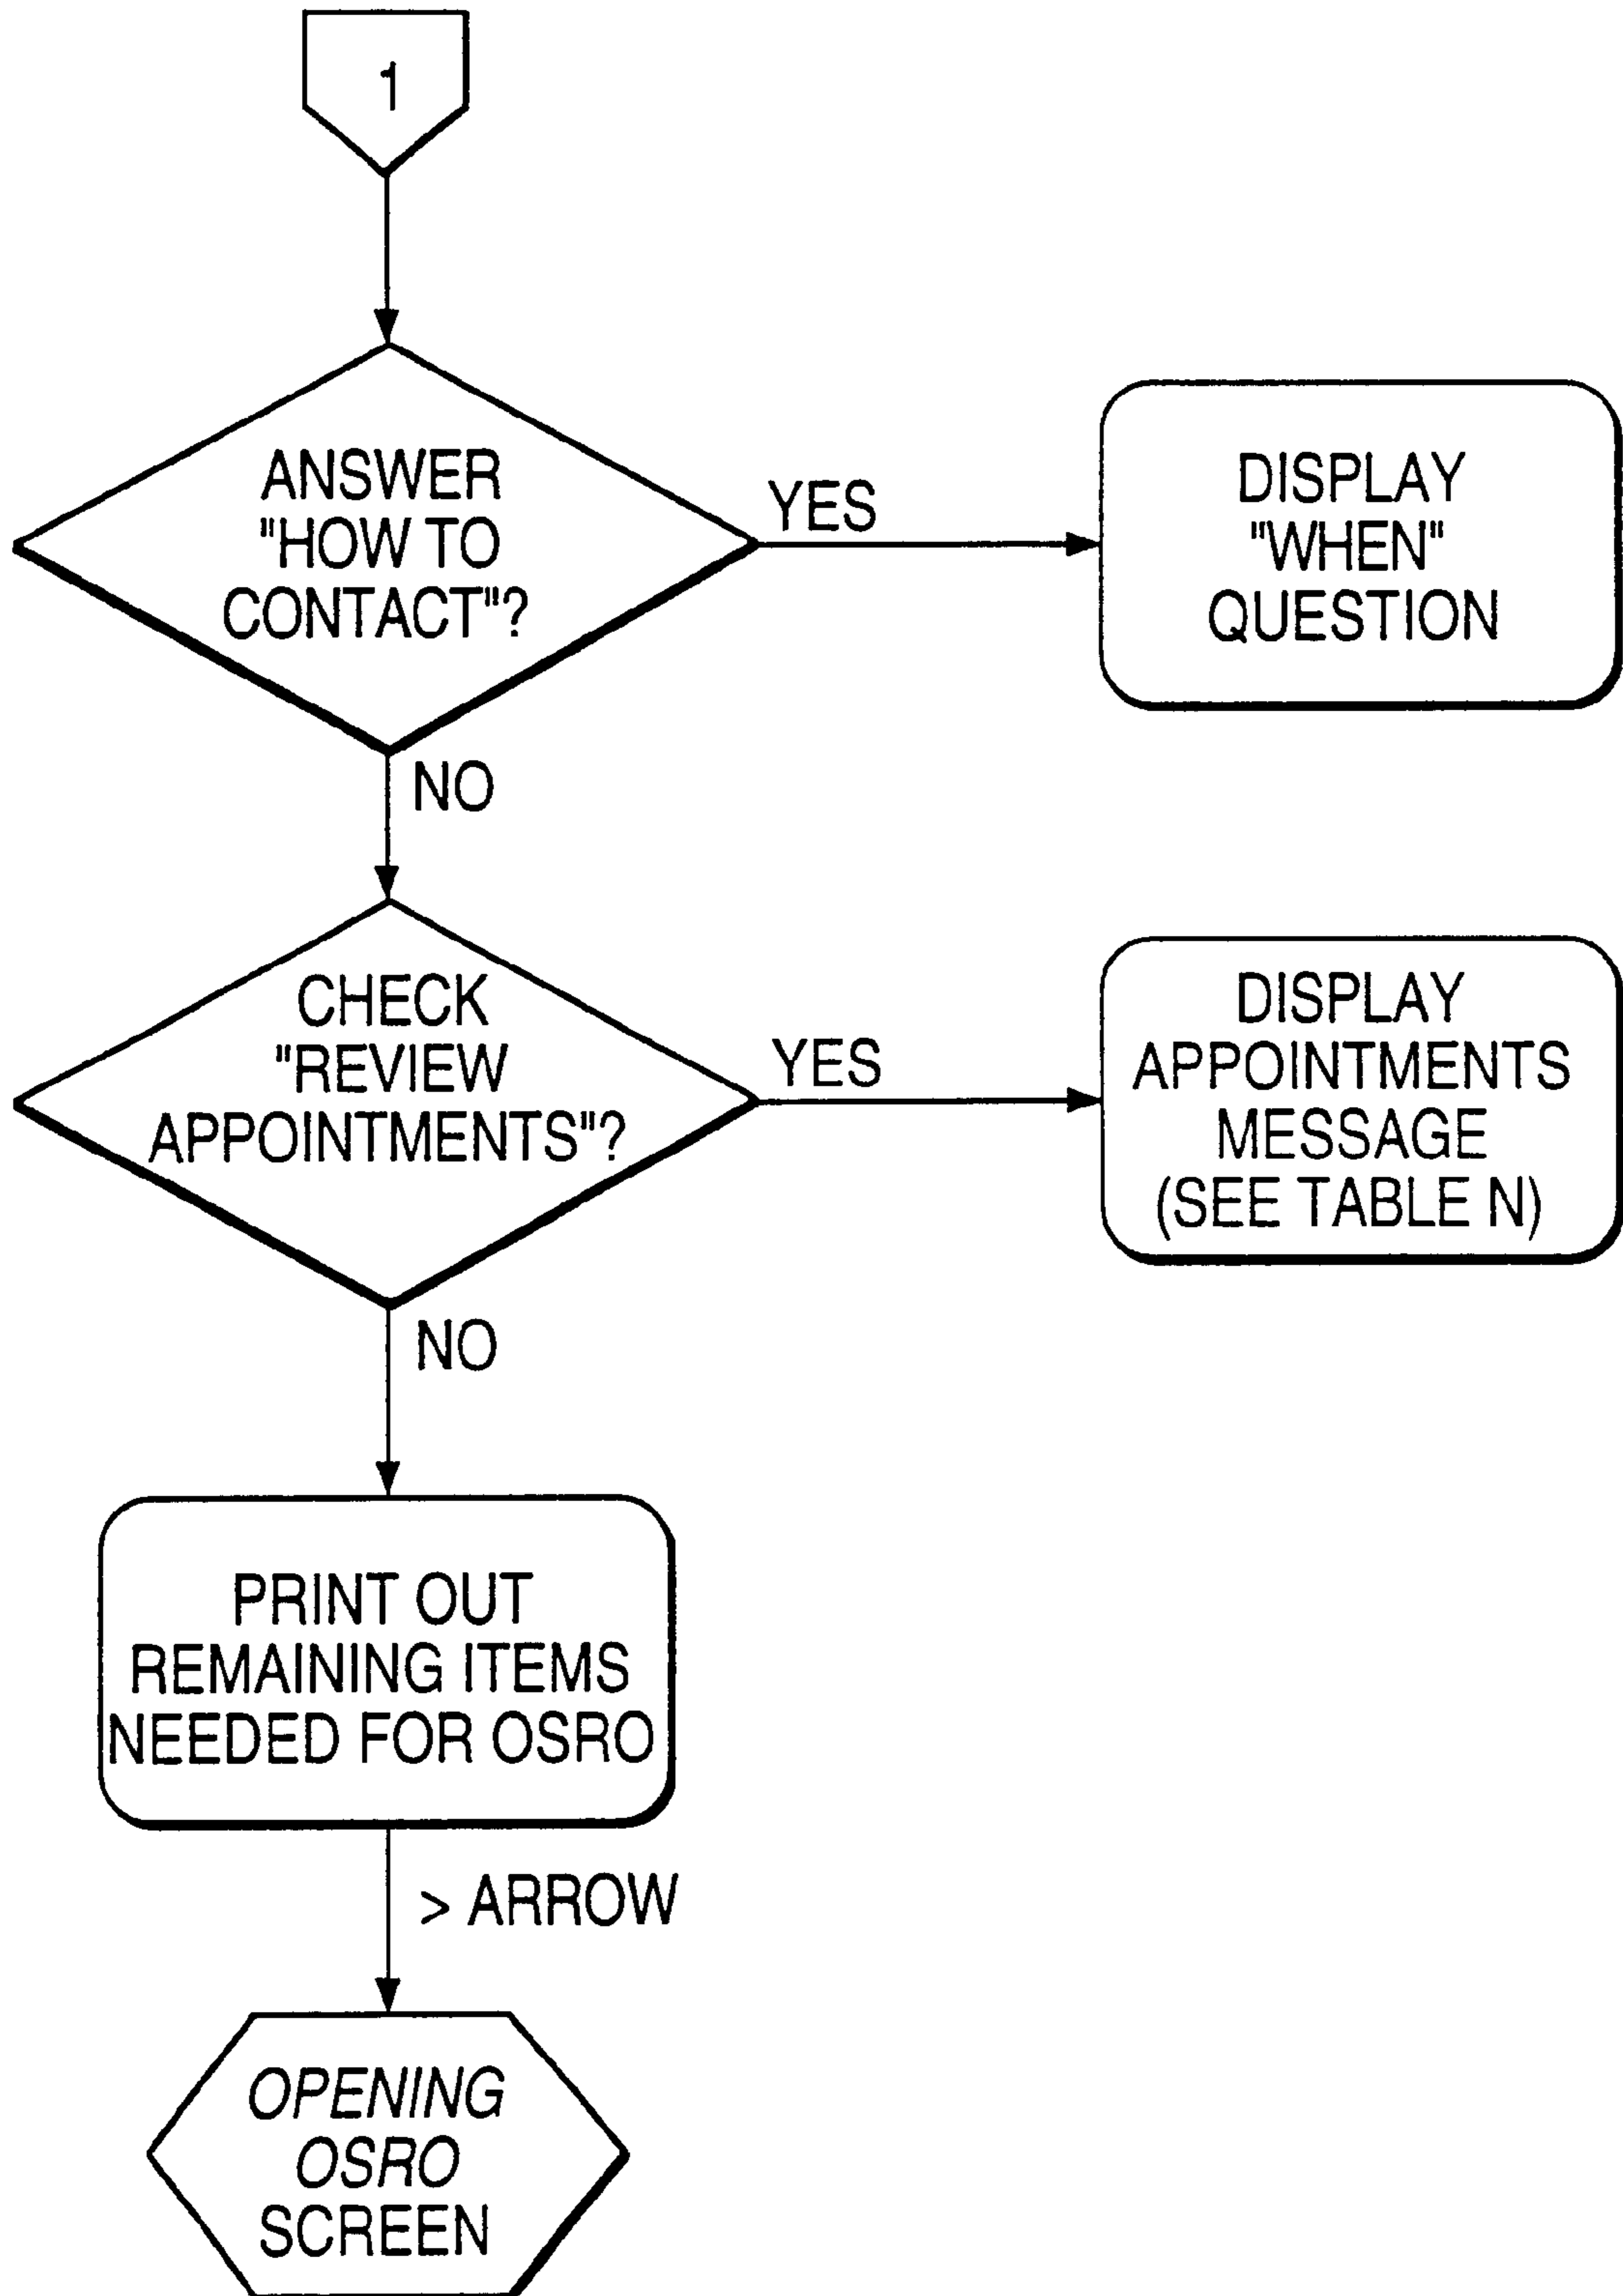 1
ANSWER
"HOW TO
CONTACT"?
YES
DISPLAY
"WHEN"
QUESTION
NO
CHECK
"REVIEW
APPOINTMENTS"?
YES
DISPLAY
APPOINTMENTS
MESSAGE
(SEE TABLE N)
NO
PRINT OUT
REMAINING ITEMS
NEEDED FOR OSRO
> ARROW
OPENING
OSRO
SCREEN